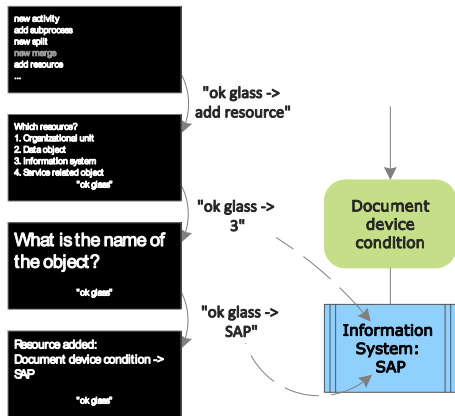 new activity
add subprocess
new split
new merge
add resource
...
"ok glass ->
add resource"
Which resource?
1. Organizational unit
2. Data object
3. Information system
4. Service related object
"ok glass"
"ok glass ->
3"
What is the name of
the object?
"ok glass"
"ok glass ->
SAP"
Resource added:
Document device condition ->
SAP
"ok glass"
Document
device
condition
Information
System:
SAP